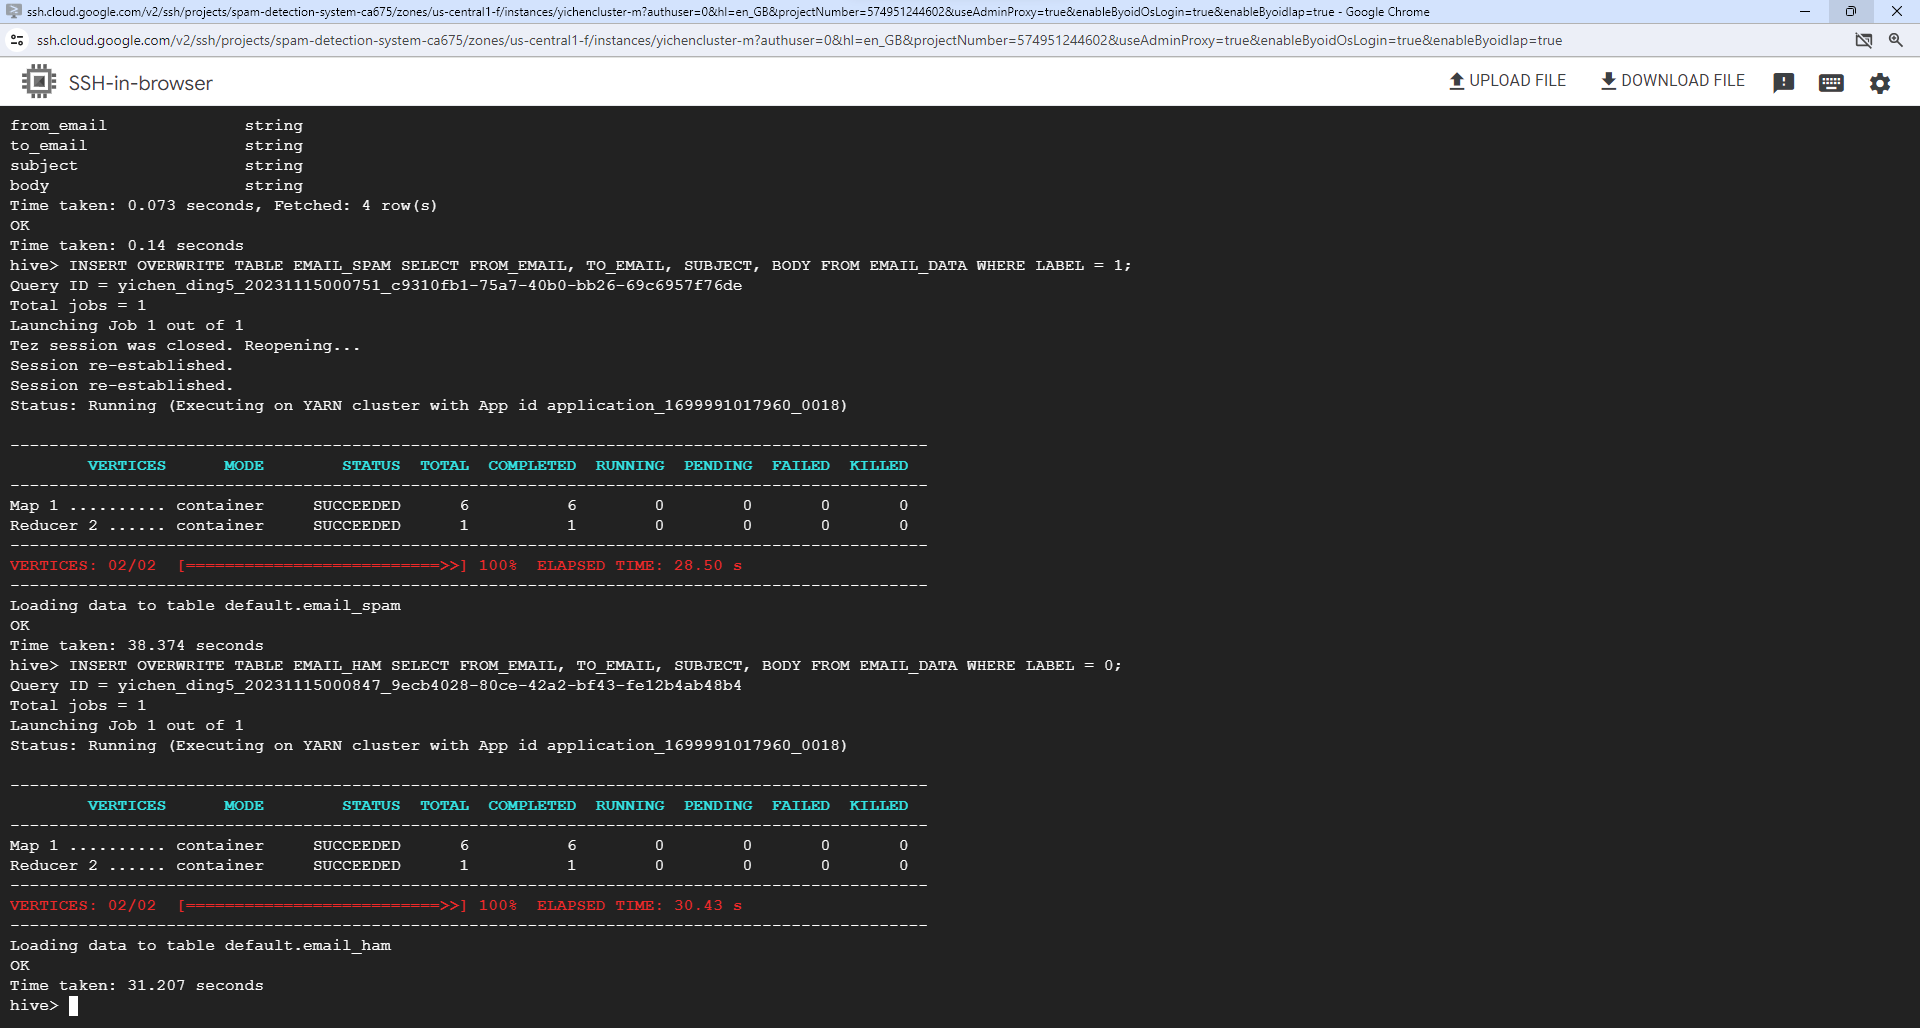 ssh.cloud.google.com/v2/ssh/projects/spam-detection-system-ca675/zones/us-central1-f/instances/yichencluster-m?authuser=0&hl=en_GB&projectNumber=574951244602&useAdminProxy=true&enableByoidOsLogin=true&enableByoidIap=true - Google Chrome
ssh.cloud.google.com/v2/ssh/projects/spam-detection-system-ca675/zones/us-central1-f/instances/yichencluster-m?authuser=0&hl=en_GB&projectNumber=574951244602&useAdminProxy=true&enableByoidOsLogin=true&enableByoidIap=true
SSH-in-browser UPLOAD FILE DOWNLOAD FILE
from_email              string
to_email                string
subject                 string
body                    string
Time taken: 0.073 seconds, Fetched: 4 row(s)
OK
Time taken: 0.14 seconds
hive> INSERT OVERWRITE TABLE EMAIL_SPAM SELECT FROM_EMAIL, TO_EMAIL, SUBJECT, BODY FROM EMAIL_DATA WHERE LABEL = 1;
Query ID = yichen_ding5_20231115000751_c9310fb1-75a7-40b0-bb26-69c6957f76de
Total jobs = 1
Launching Job 1 out of 1
Tez session was closed. Reopening...
Session re-established.
Session re-established.
Status: Running (Executing on YARN cluster with App id application_1699991017960_0018)
----------------------------------------------------------------------------------------------
        VERTICES      MODE        STATUS  TOTAL  COMPLETED  RUNNING  PENDING  FAILED  KILLED
----------------------------------------------------------------------------------------------
Map 1 .......... container     SUCCEEDED      6          6        0        0       0       0
Reducer 2 ...... container     SUCCEEDED      1          1        0        0       0       0
----------------------------------------------------------------------------------------------
VERTICES: 02/02  [==========================>>] 100%  ELAPSED TIME: 28.50 s
----------------------------------------------------------------------------------------------
Loading data to table default.email_spam
OK
Time taken: 38.374 seconds
hive> INSERT OVERWRITE TABLE EMAIL_HAM SELECT FROM_EMAIL, TO_EMAIL, SUBJECT, BODY FROM EMAIL_DATA WHERE LABEL = 0;
Query ID = yichen_ding5_20231115000847_9ecb4028-80ce-42a2-bf43-fe12b4ab48b4
Total jobs = 1
Launching Job 1 out of 1
Status: Running (Executing on YARN cluster with App id application_1699991017960_0018)
----------------------------------------------------------------------------------------------
        VERTICES      MODE        STATUS  TOTAL  COMPLETED  RUNNING  PENDING  FAILED  KILLED
----------------------------------------------------------------------------------------------
Map 1 .......... container     SUCCEEDED      6          6        0        0       0       0
Reducer 2 ...... container     SUCCEEDED      1          1        0        0       0       0
----------------------------------------------------------------------------------------------
VERTICES: 02/02  [==========================>>] 100%  ELAPSED TIME: 30.43 s
----------------------------------------------------------------------------------------------
Loading data to table default.email_ham
OK
Time taken: 31.207 seconds
hive>